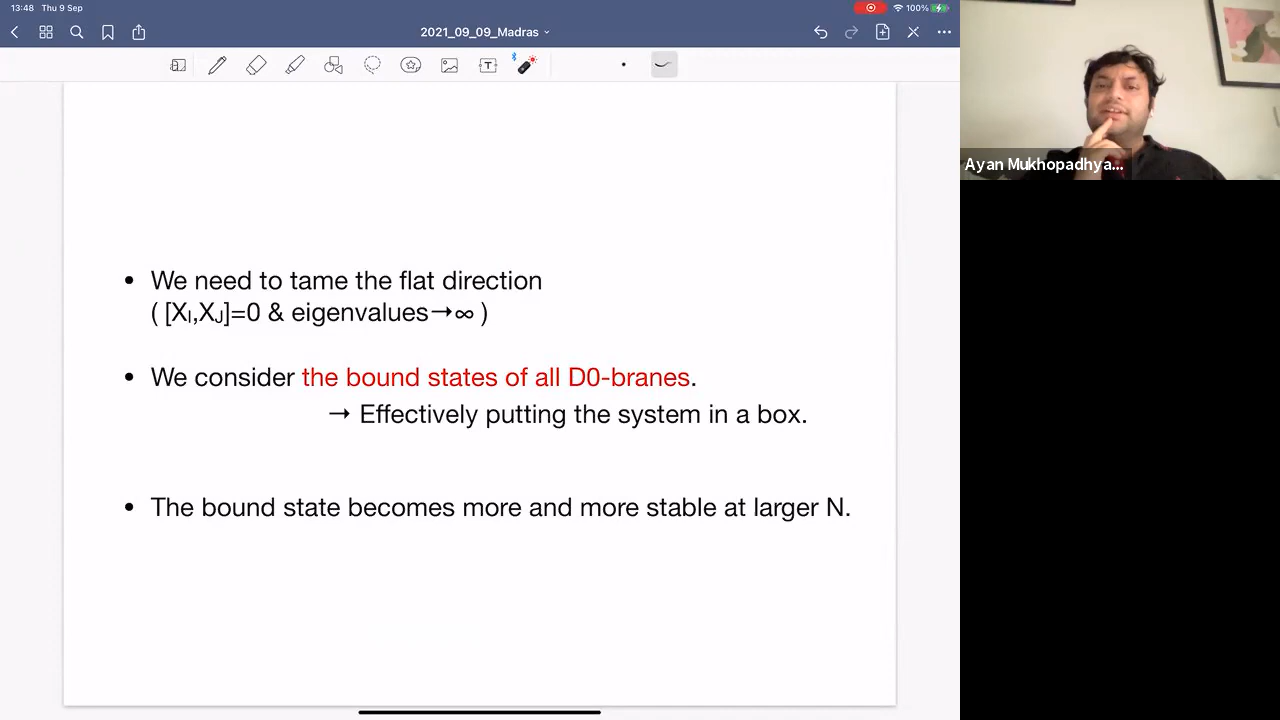 13:48 Thu 9 Sep
100%
2021_09_09_Madras
T
• We need to tame the flat direction
( [XI,XJ]=0 & eigenvalues→∞ )
• We consider the bound states of all D0-branes.
→ Effectively putting the system in a box.
• The bound state becomes more and more stable at larger N.
Ayan Mukhopadhya...